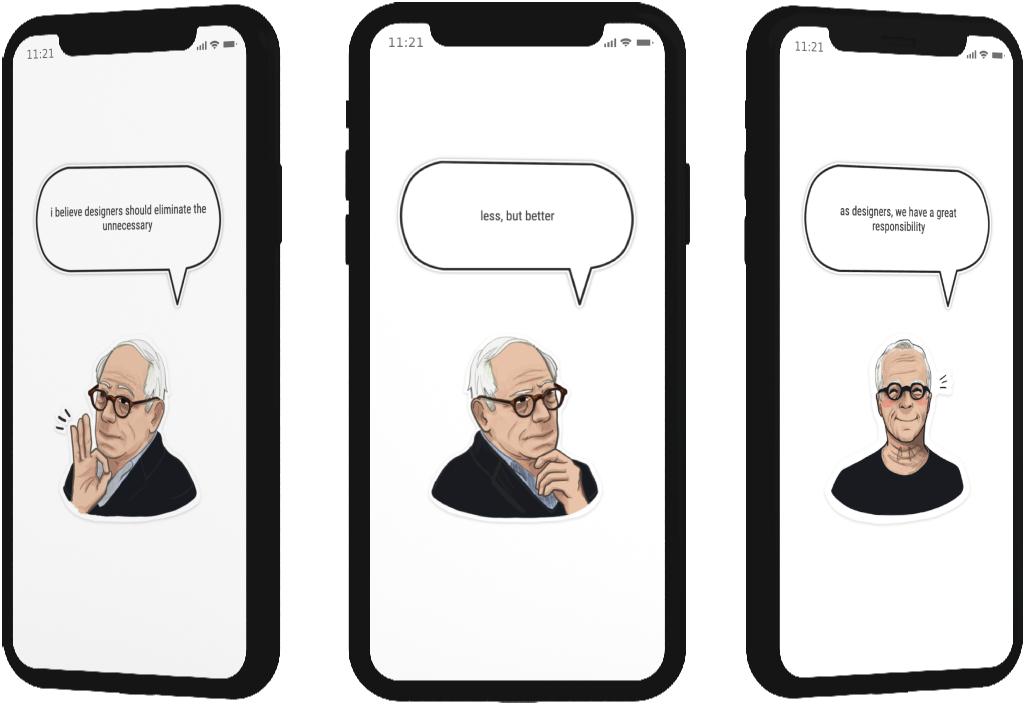 11:21
i believe designers should eliminate the
unnecessary
11:21
less, but better
11:21
as designers, we have a great
responsibility